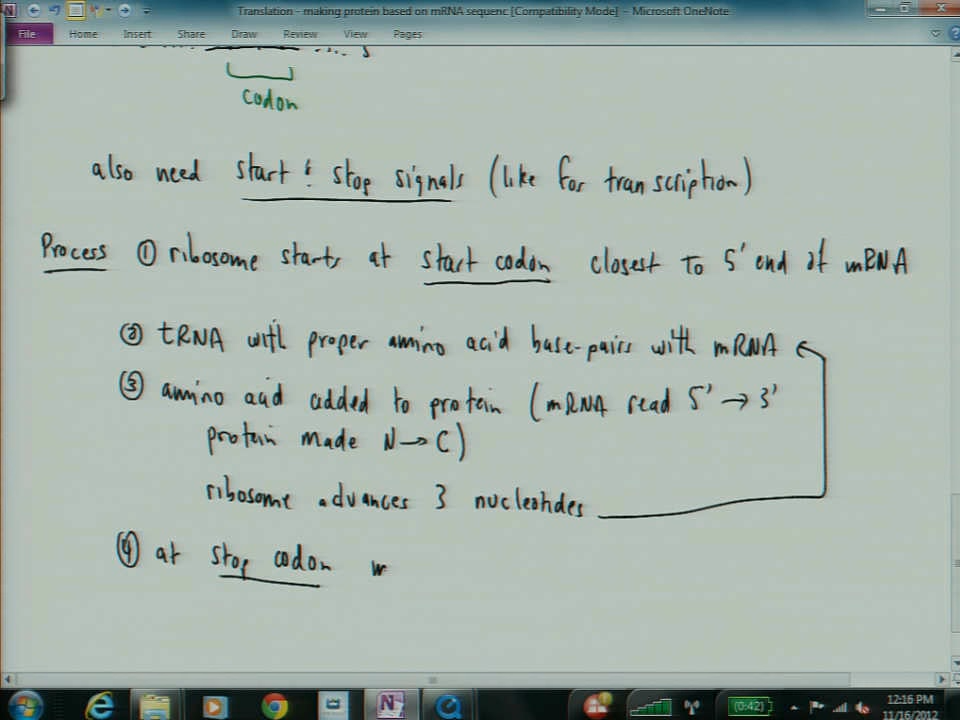 Translation - making protein based on mRNA sequenc [Compatibility Mode] - Microsoft OneNote
File Home Insert Share Draw Review View Pages
codon
also need start & stop signals (like for transcription)
Process ① ribosome starts at start codon closest to 5' end of mRNA
② tRNA with proper amino acid base-pairs with mRNA
③ amino acid added to protein (mRNA read 5' → 3'
protein made N → C)
ribosome advances 3 nucleotides
④ at stop codon
(0:42)
12:16 PM
11/16/2012